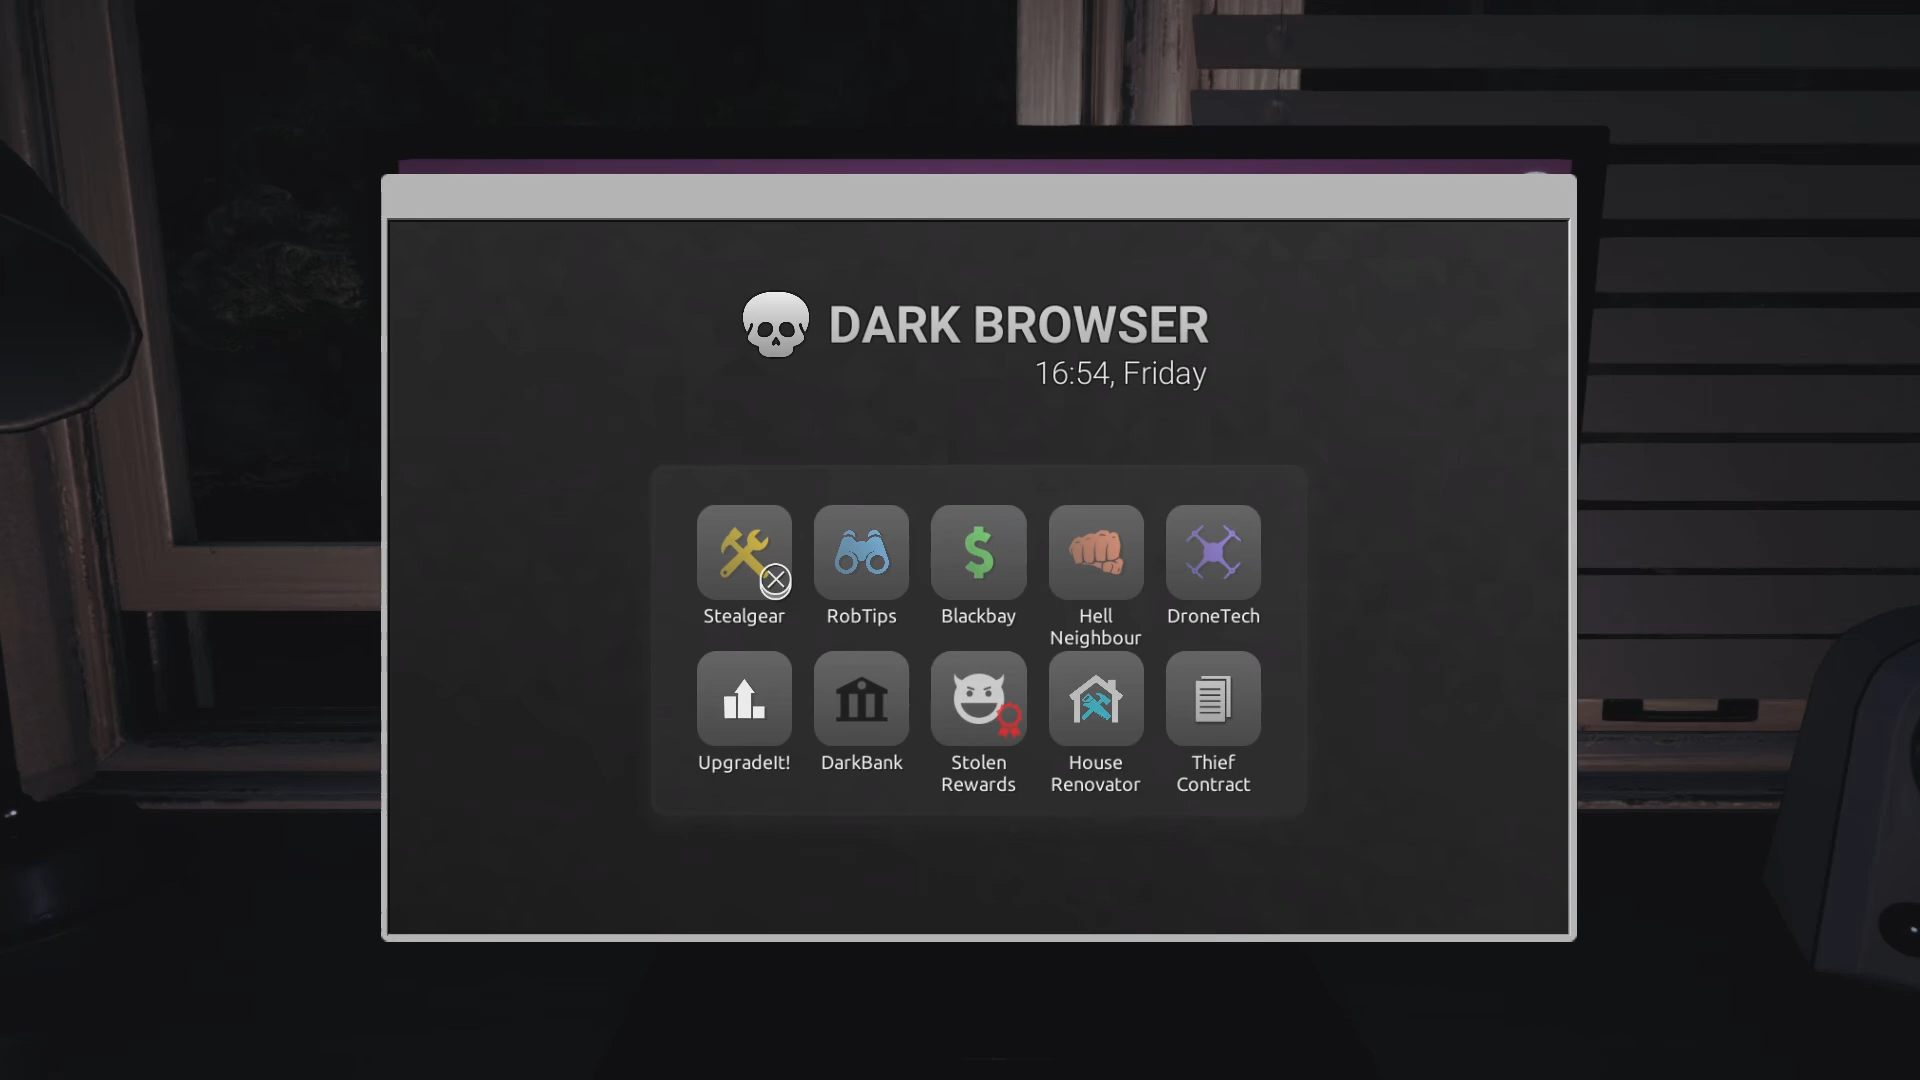 DARK BROWSER
16:54, Friday
Stealgear
RobTips
Blackbay
Hell
Neighbour
DroneTech
UpgradeIt!
DarkBank
Stolen
Rewards
House
Renovator
Thief
Contract